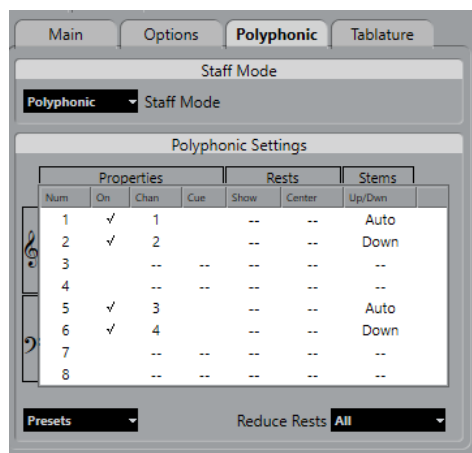 Main Options Polyphonic Tablature
Staff Mode
Polyphonic Staff Mode
Polyphonic Settings
Properties Rests Stems
Num On Chan Cue Show Center Up/Dwn
1 √ 1 -- -- Auto
2 √ 2 -- -- Down
3 -- -- -- -- --
4 -- -- -- -- --
5 √ 3 -- -- Auto
6 √ 4 -- -- Down
7 -- -- -- -- --
8 -- -- -- -- --
Presets Reduce Rests All